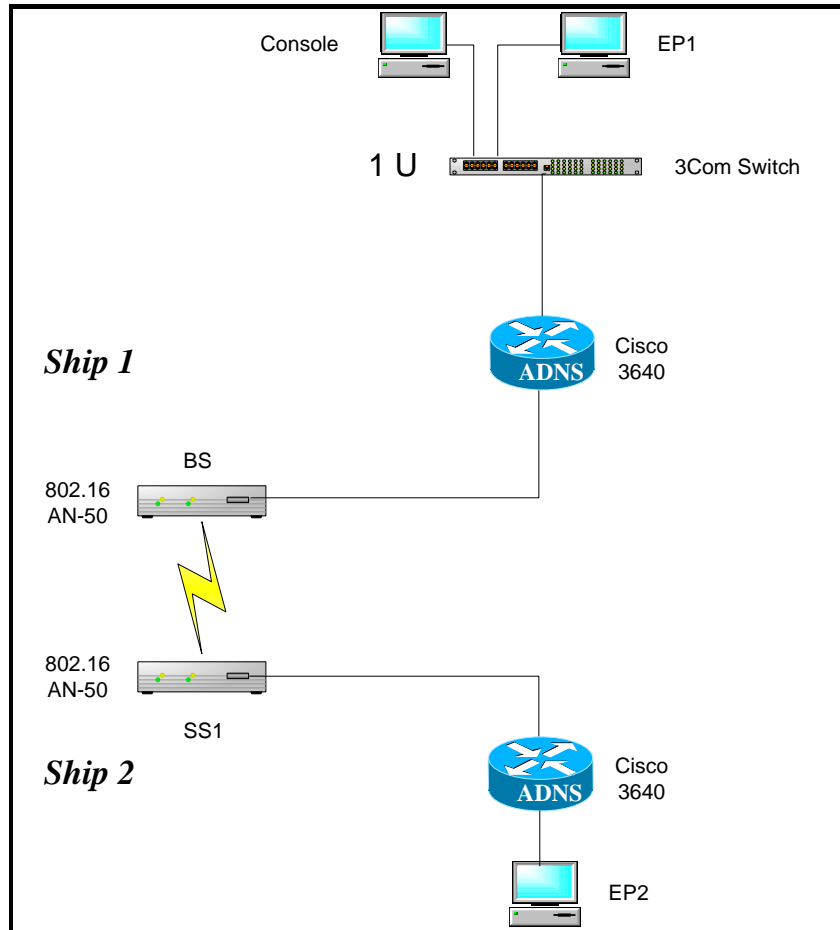 Console
EP1
1 U
3Com Switch
Ship 1
Cisco
3640
ADNS
BS
802.16
AN-50
802.16
AN-50
SS1
Ship 2
Cisco
3640
ADNS
EP2